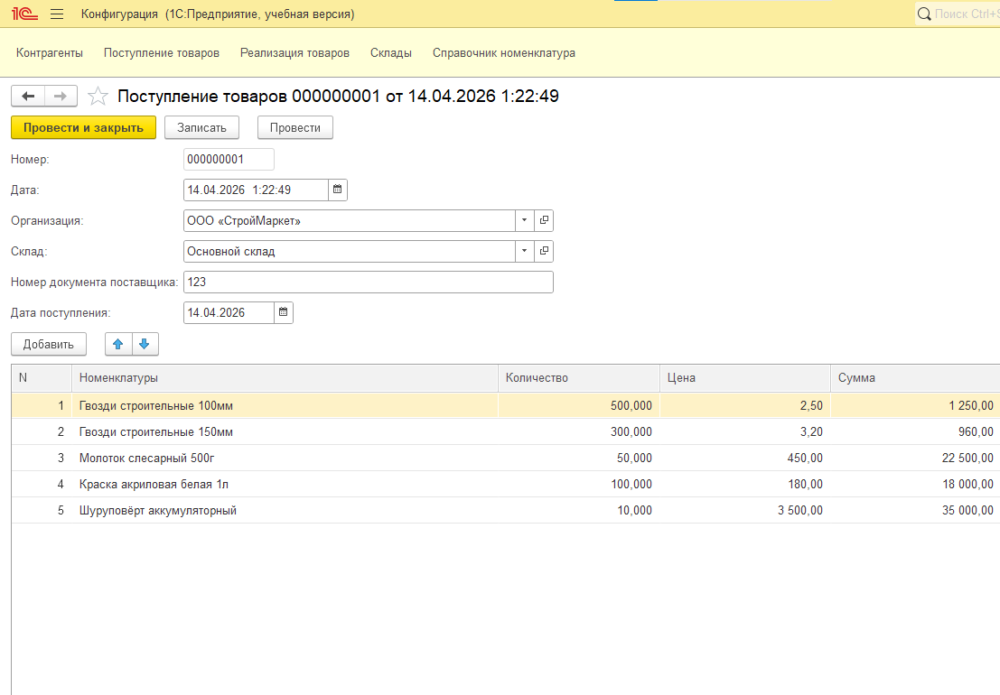 1С Конфигурация (1С:Предприятие, учебная версия) Поиск Ctrl+S
Контрагенты Поступление товаров Реализация товаров Склады Справочник номенклатура
Поступление товаров 000000001 от 14.04.2026 1:22:49
Провести и закрыть Записать Провести
Номер: 000000001
Дата: 14.04.2026 1:22:49
Организация: ООО «СтройМаркет»
Склад: Основной склад
Номер документа поставщика: 123
Дата поступления: 14.04.2026
Добавить
N Номенклатуры Количество Цена Сумма
1 Гвозди строительные 100мм 500,000 2,50 1 250,00
2 Гвозди строительные 150мм 300,000 3,20 960,00
3 Молоток слесарный 500г 50,000 450,00 22 500,00
4 Краска акриловая белая 1л 100,000 180,00 18 000,00
5 Шуруповёрт аккумуляторный 10,000 3 500,00 35 000,00